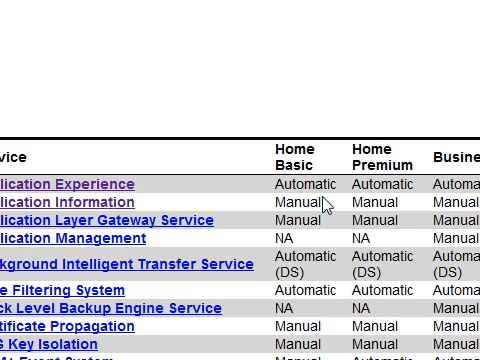 vice Home Basic Home Premium Busine
lication Experience Automatic Automatic Automa
lication Information Manual Manual Manual
lication Layer Gateway Service Manual Manual Manual
lication Management NA NA Manual
kground Intelligent Transfer Service Automatic (DS) Automatic (DS) Automa (DS)
e Filtering System Automatic Automatic Automa
ck Level Backup Engine Service NA NA Manual
tificate Propagation Manual Manual Manual
G Key Isolation Manual Manual Manual